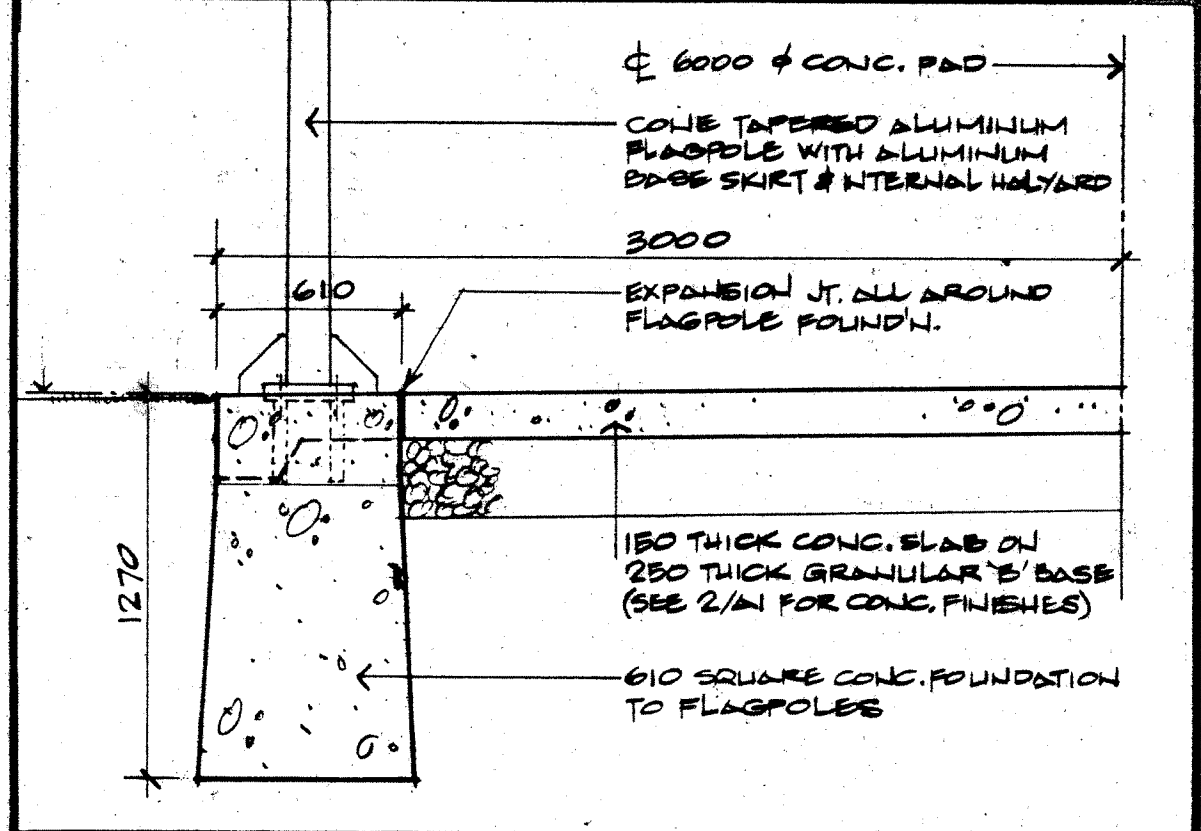 ℄ 6000 ⌀ CONC. PAD
CONE TAPERED ALUMINUM
FLAGPOLE WITH ALUMINUM
BASE SKIRT & INTERNAL HALYARD
3000
610
EXPANSION JT. ALL AROUND
FLAGPOLE FOUND'N.
150 THICK CONC. SLAB ON
250 THICK GRANULAR 'B' BASE
(SEE 2/A1 FOR CONC. FINISHES)
1270
610 SQUARE CONC. FOUNDATION
TO FLAGPOLES